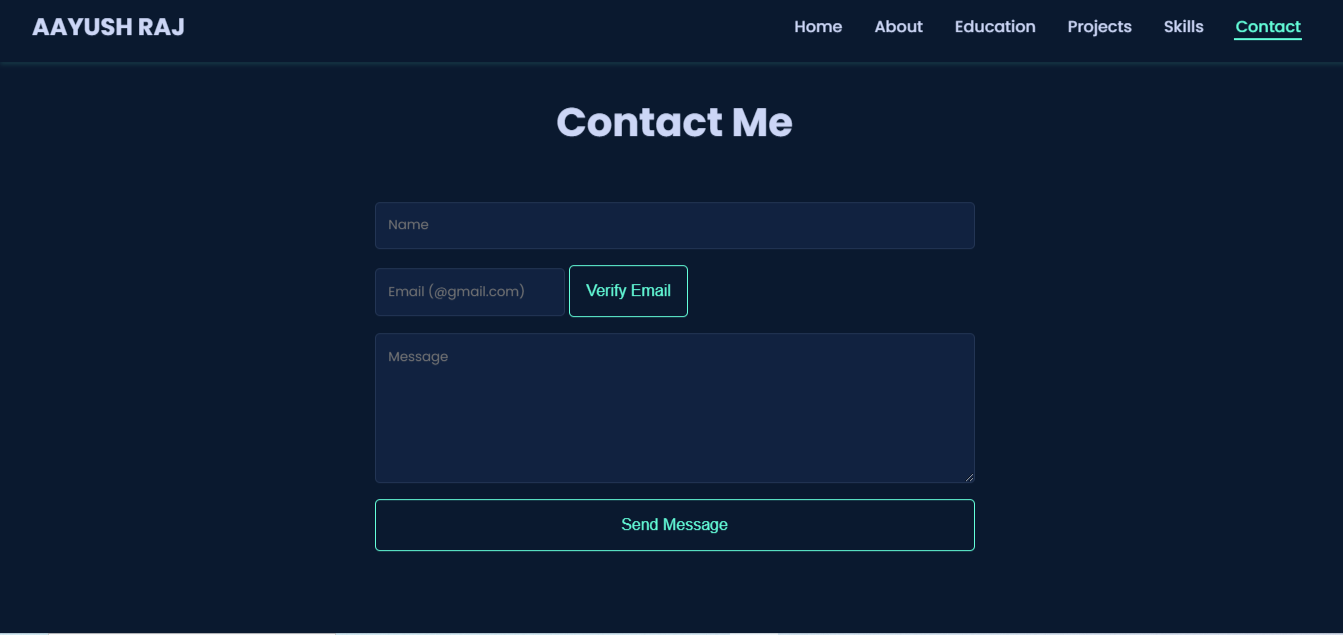 AAYUSH RAJ
Home About Education Projects Skills Contact
Contact Me
Name
Email (@gmail.com) Verify Email
Message
Send Message